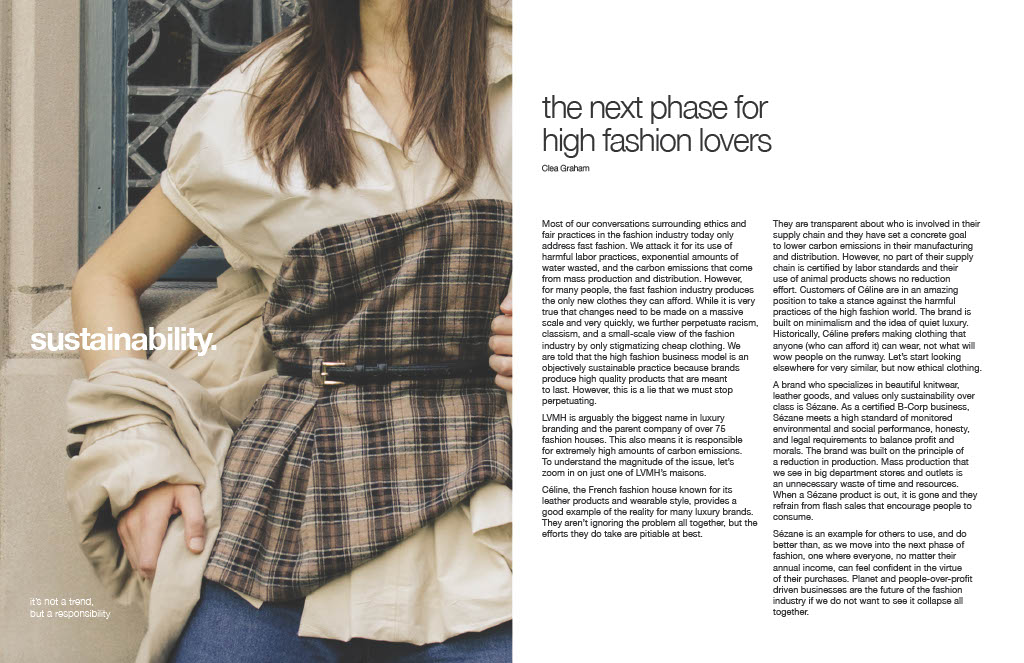 sustainability.
it's not a trend,
but a responsibility
the next phase for
high fashion lovers
Clea Graham
Most of our conversations surrounding ethics and
fair practices in the fashion industry today only
address fast fashion. We attack it for its use of
harmful labor practices, exponential amounts of
water wasted, and the carbon emissions that come
from mass production and distribution. However,
for many people, the fast fashion industry produces
the only new clothes they can afford. While it is very
true that changes need to be made on a massive
scale and very quickly, we further perpetuate racism,
classism, and a small-scale view of the fashion
industry by only stigmatizing cheap clothing. We
are told that the high fashion business model is an
objectively sustainable practice because brands
produce high quality products that are meant
to last. However, this is a lie that we must stop
perpetuating.
LVMH is arguably the biggest name in luxury
branding and the parent company of over 75
fashion houses. This also means it is responsible
for extremely high amounts of carbon emissions.
To understand the magnitude of the issue, let's
zoom in on just one of LVMH's maisons.
Céline, the French fashion house known for its
leather products and wearable style, provides a
good example of the reality for many luxury brands.
They aren't ignoring the problem all together, but the
efforts they do take are pitiable at best.
They are transparent about who is involved in their
supply chain and they have set a concrete goal
to lower carbon emissions in their manufacturing
and distribution. However, no part of their supply
chain is certified by labor standards and their
use of animal products shows no reduction
effort. Customers of Céline are in an amazing
position to take a stance against the harmful
practices of the high fashion world. The brand is
built on minimalism and the idea of quiet luxury.
Historically, Céline prefers making clothing that
anyone (who can afford it) can wear, not what will
wow people on the runway. Let's start looking
elsewhere for very similar, but now ethical clothing.
A brand who specializes in beautiful knitwear,
leather goods, and values only sustainability over
class is Sézane. As a certified B-Corp business,
Sézane meets a high standard of monitored
environmental and social performance, honesty,
and legal requirements to balance profit and
morals. The brand was built on the principle of
a reduction in production. Mass production that
we see in big department stores and outlets is
an unnecessary waste of time and resources.
When a Sézane product is out, it is gone and they
refrain from flash sales that encourage people to
consume.
Sézane is an example for others to use, and do
better than, as we move into the next phase of
fashion, one where everyone, no matter their
annual income, can feel confident in the virtue
of their purchases. Planet and people-over-profit
driven businesses are the future of the fashion
industry if we do not want to see it collapse all
together.